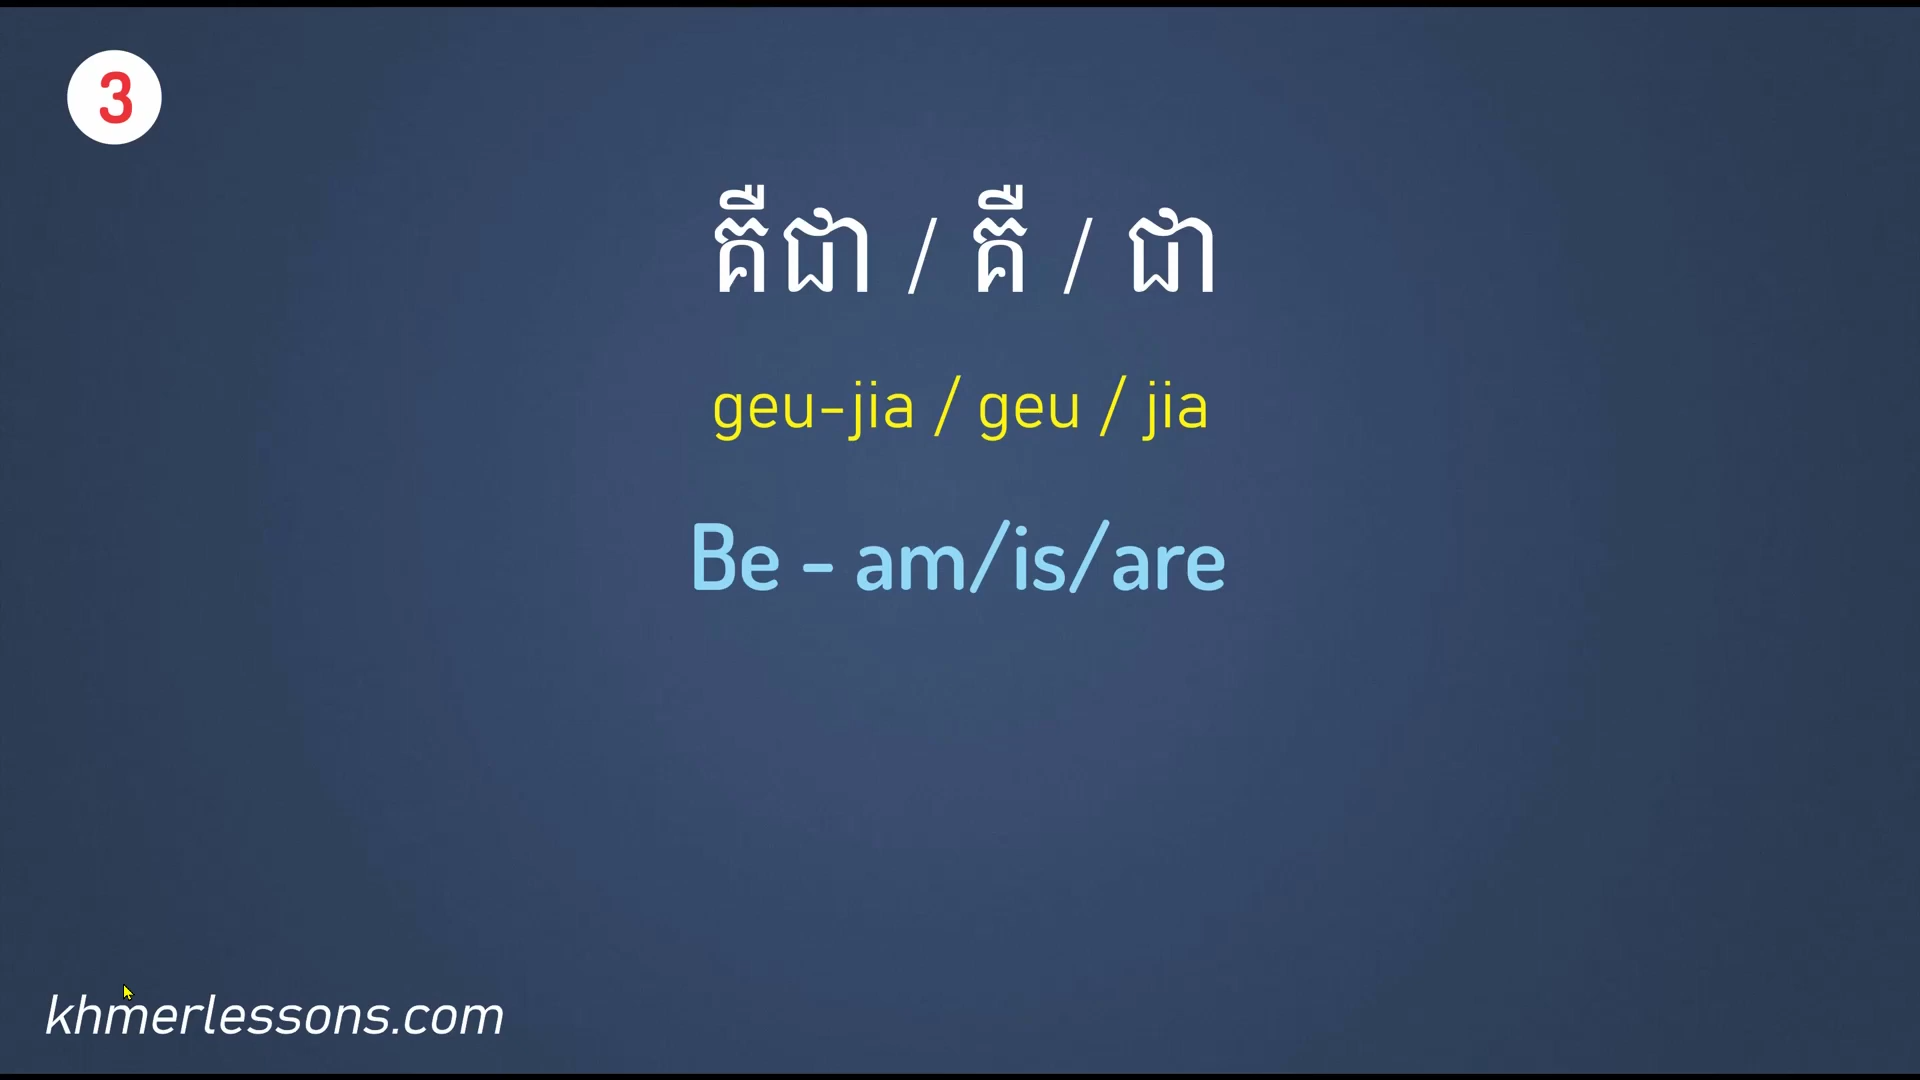 3
គឺជា / គឺ / ជា
geu-jia / geu / jia
Be - am/is/are
khmerlessons.com